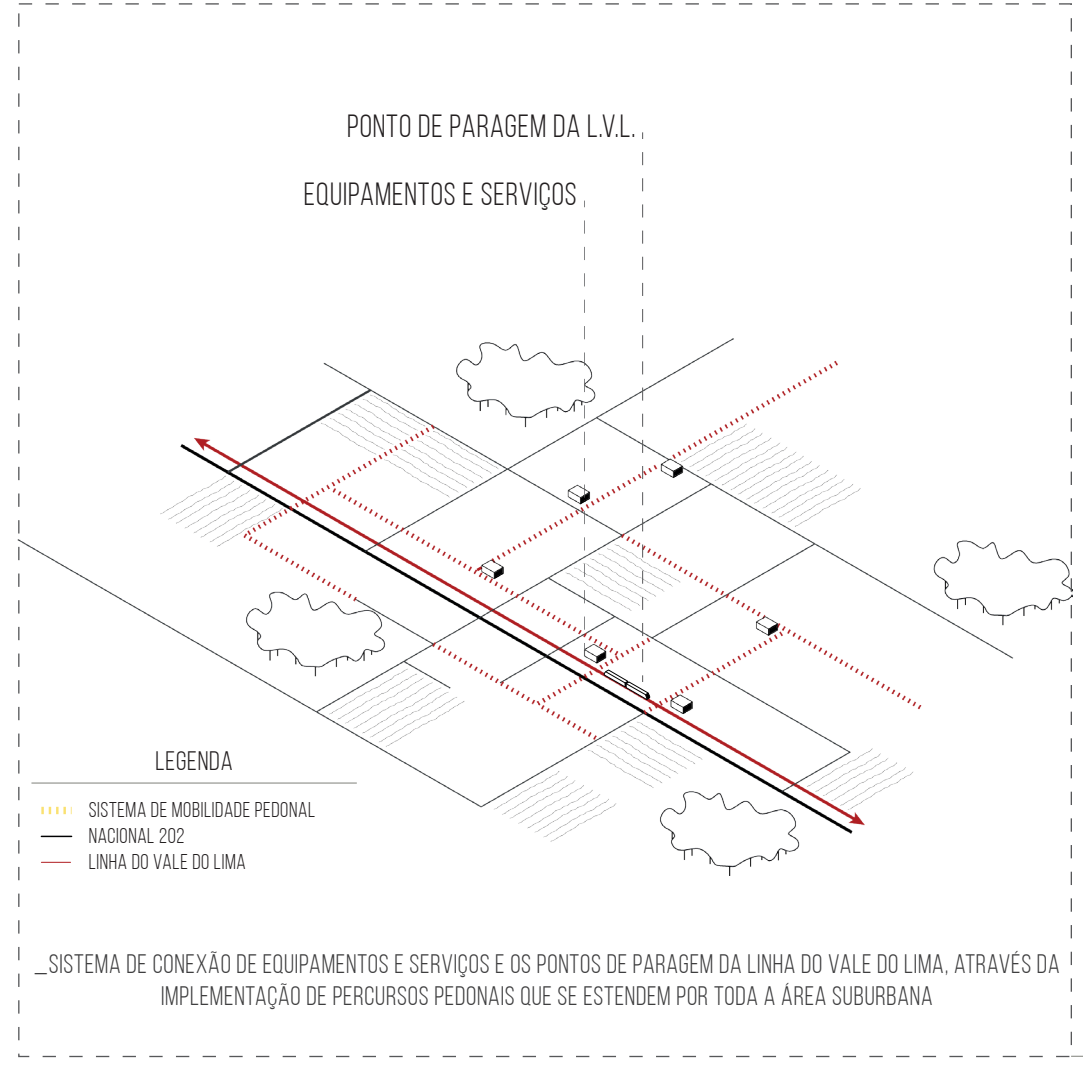 PONTO DE PARAGEM DA L.V.L.
EQUIPAMENTOS E SERVIÇOS
LEGENDA
SISTEMA DE MOBILIDADE PEDONAL
NACIONAL 202
LINHA DO VALE DO LIMA
_SISTEMA DE CONEXÃO DE EQUIPAMENTOS E SERVIÇOS E OS PONTOS DE PARAGEM DA LINHA DO VALE DO LIMA, ATRAVÉS DA
IMPLEMENTAÇÃO DE PERCURSOS PEDONAIS QUE SE ESTENDEM POR TODA A ÁREA SUBURBANA